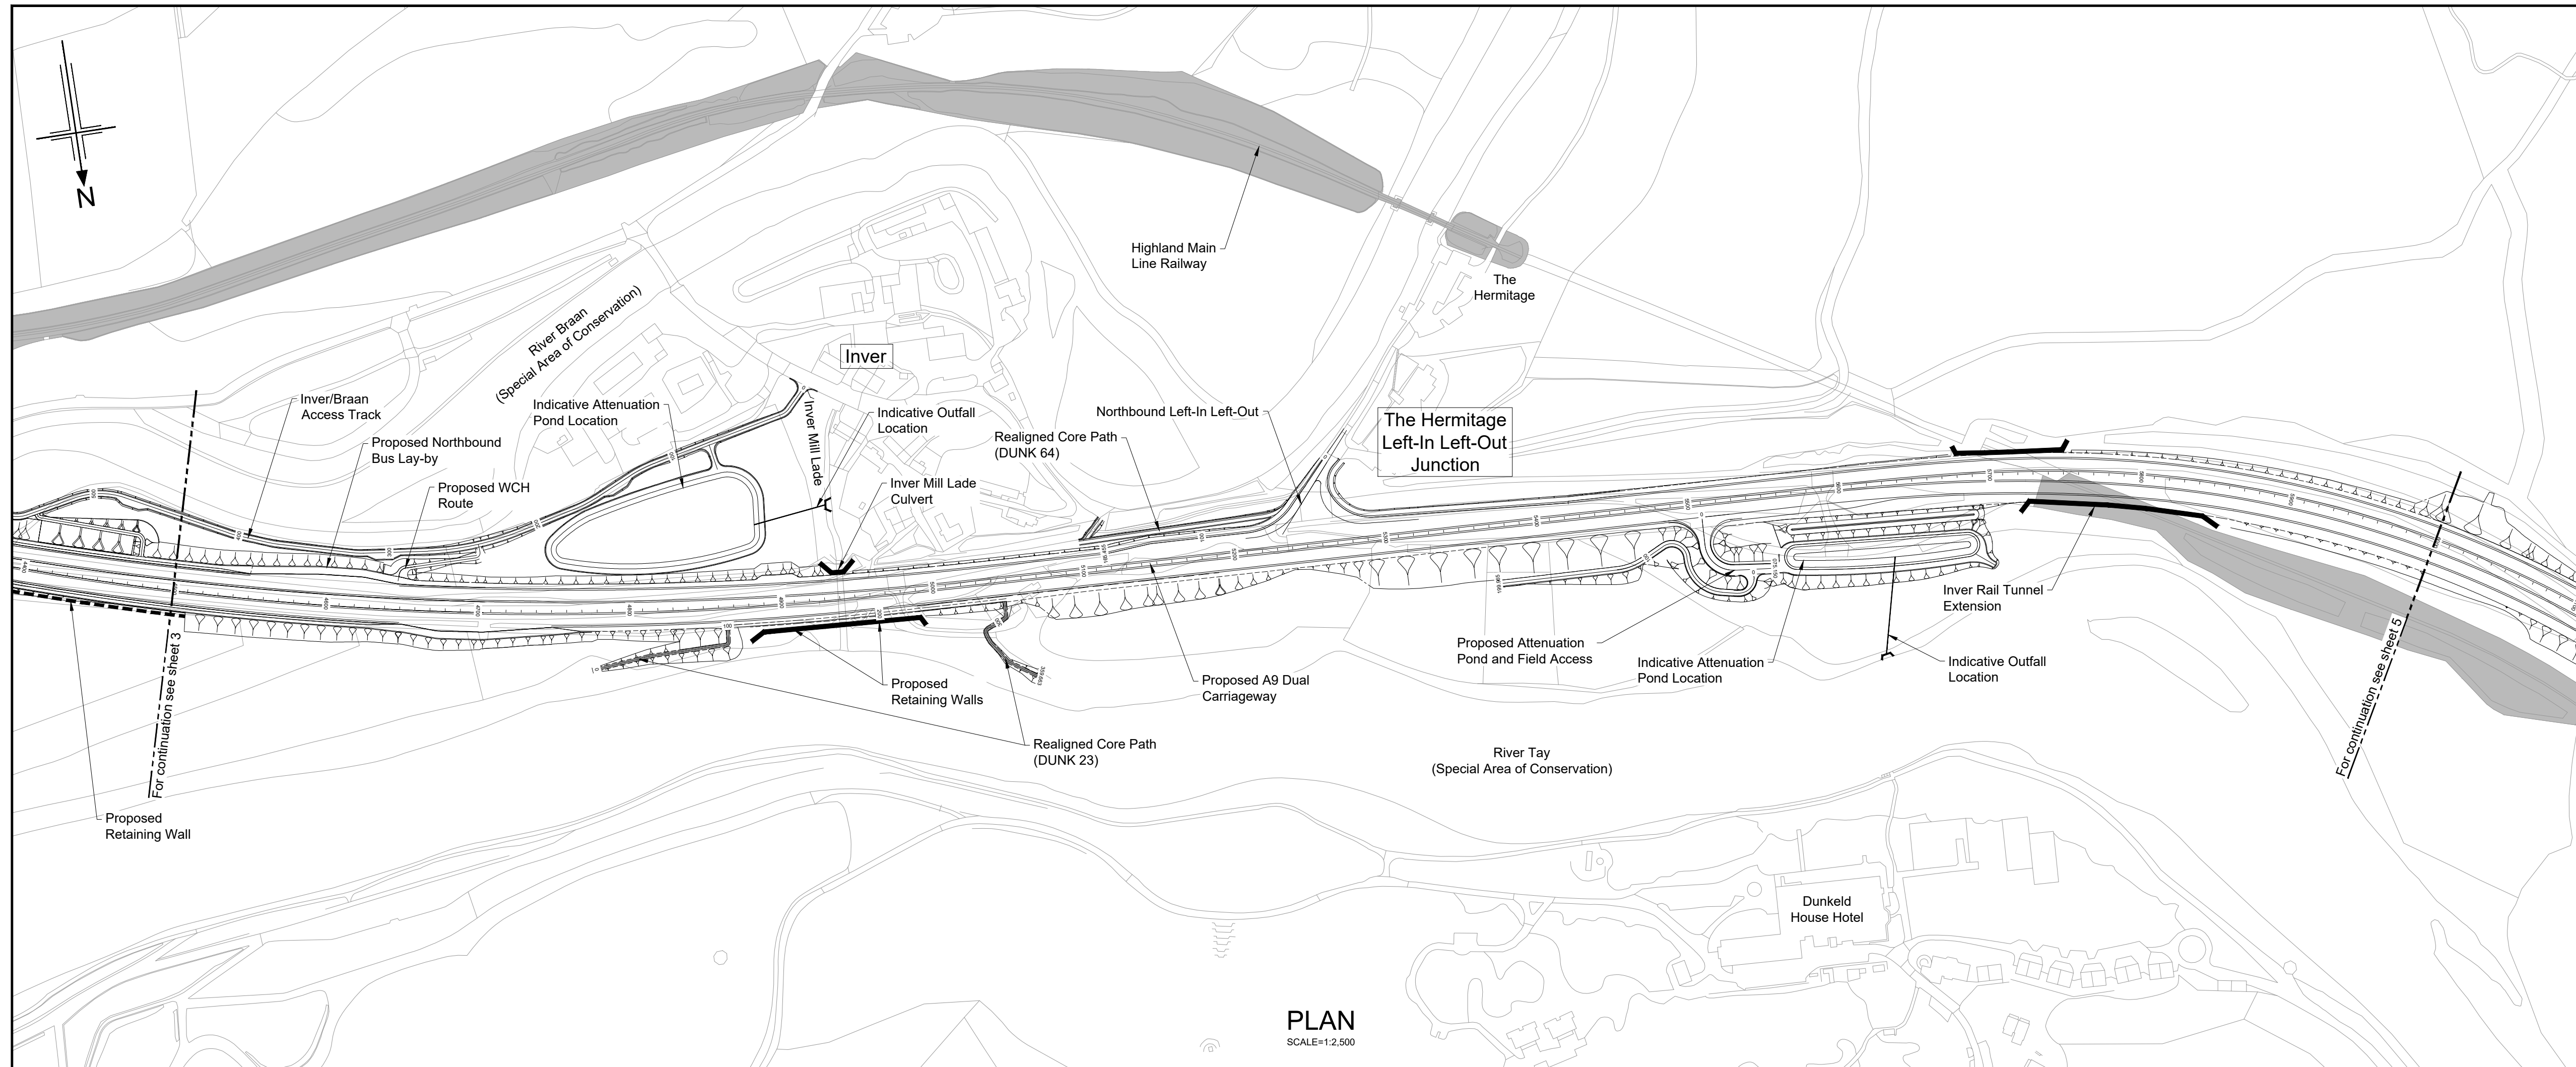 N
Highland Main
Line Railway
The
Hermitage
River Braan
(Special Area of Conservation)
Inver
Inver/Braan
Access Track
Proposed Northbound
Bus Lay-by
Proposed WCH
Route
Indicative Attenuation
Pond Location
Inver Mill Lade
Indicative Outfall
Location
Inver Mill Lade
Culvert
Realigned Core Path
(DUNK 64)
Northbound Left-In Left-Out
The Hermitage
Left-In Left-Out
Junction
Proposed
Retaining Wall
For continuation see sheet 3
Proposed
Retaining Walls
Realigned Core Path
(DUNK 23)
Proposed A9 Dual
Carriageway
Proposed Attenuation
Pond and Field Access
Indicative Attenuation
Pond Location
Inver Rail Tunnel
Extension
Indicative Outfall
Location
For continuation see sheet 5
River Tay
(Special Area of Conservation)
Dunkeld
House Hotel
PLAN
SCALE=1:2,500